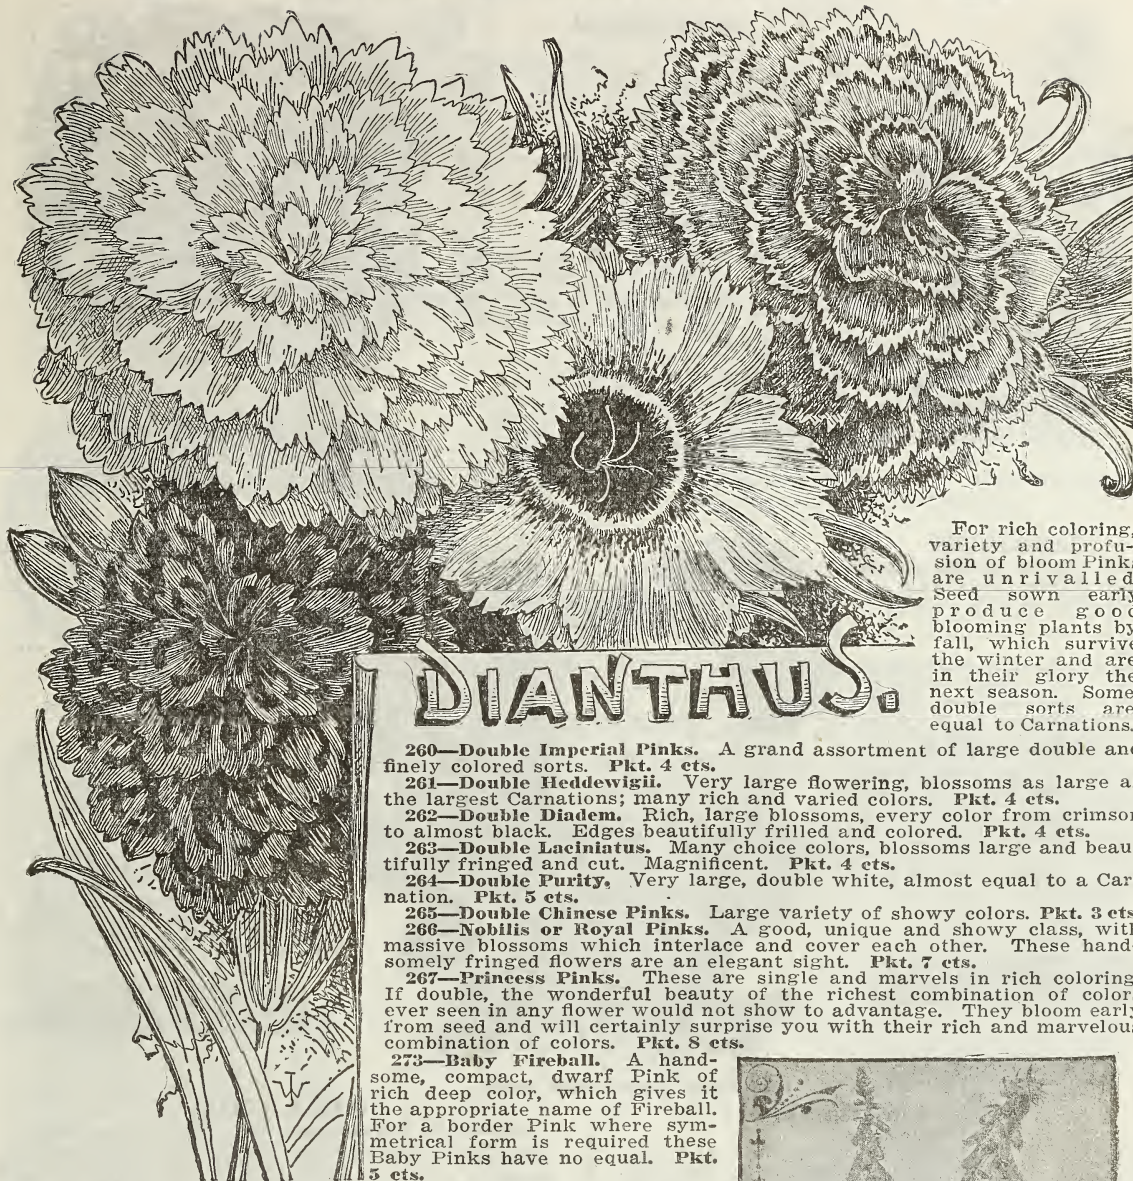 For rich coloring,
variety and profu-
sion of bloom Pink
are unrivalled
Seed sown early
produce good
blooming plants by
fall, which survive
the winter and are
in their glory the
next season. Some
double sorts are
equal to Carnations.
DIANTHUS.
260—Double Imperial Pinks. A grand assortment of large double and
finely colored sorts. Pkt. 4 cts.
261—Double Heddewigii. Very large flowering, blossoms as large a
the largest Carnations; many rich and varied colors. Pkt. 4 cts.
262—Double Diadem. Rich, large blossoms, every color from crimson
to almost black. Edges beautifully frilled and colored. Pkt. 4 cts.
263—Double Laciniatus. Many choice colors, blossoms large and beau
tifully fringed and cut. Magnificent. Pkt. 4 cts.
264—Double Purity. Very large, double white, almost equal to a Car
nation. Pkt. 5 cts.
265—Double Chinese Pinks. Large variety of showy colors. Pkt. 3 cts
266—Nobilis or Royal Pinks. A good, unique and showy class, with
massive blossoms which interlace and cover each other. These hand
somely fringed flowers are an elegant sight. Pkt. 7 cts.
267—Princess Pinks. These are single and marvels in rich coloring
If double, the wonderful beauty of the richest combination of color
ever seen in any flower would not show to advantage. They bloom early
from seed and will certainly surprise you with their rich and marvelous
combination of colors. Pkt. 8 cts.
273—Baby Fireball. A hand-
some, compact, dwarf Pink of
rich deep color, which gives it
the appropriate name of Fireball.
For a border Pink where sym-
metrical form is required these
Baby Pinks have no equal. Pkt.
5 cts.